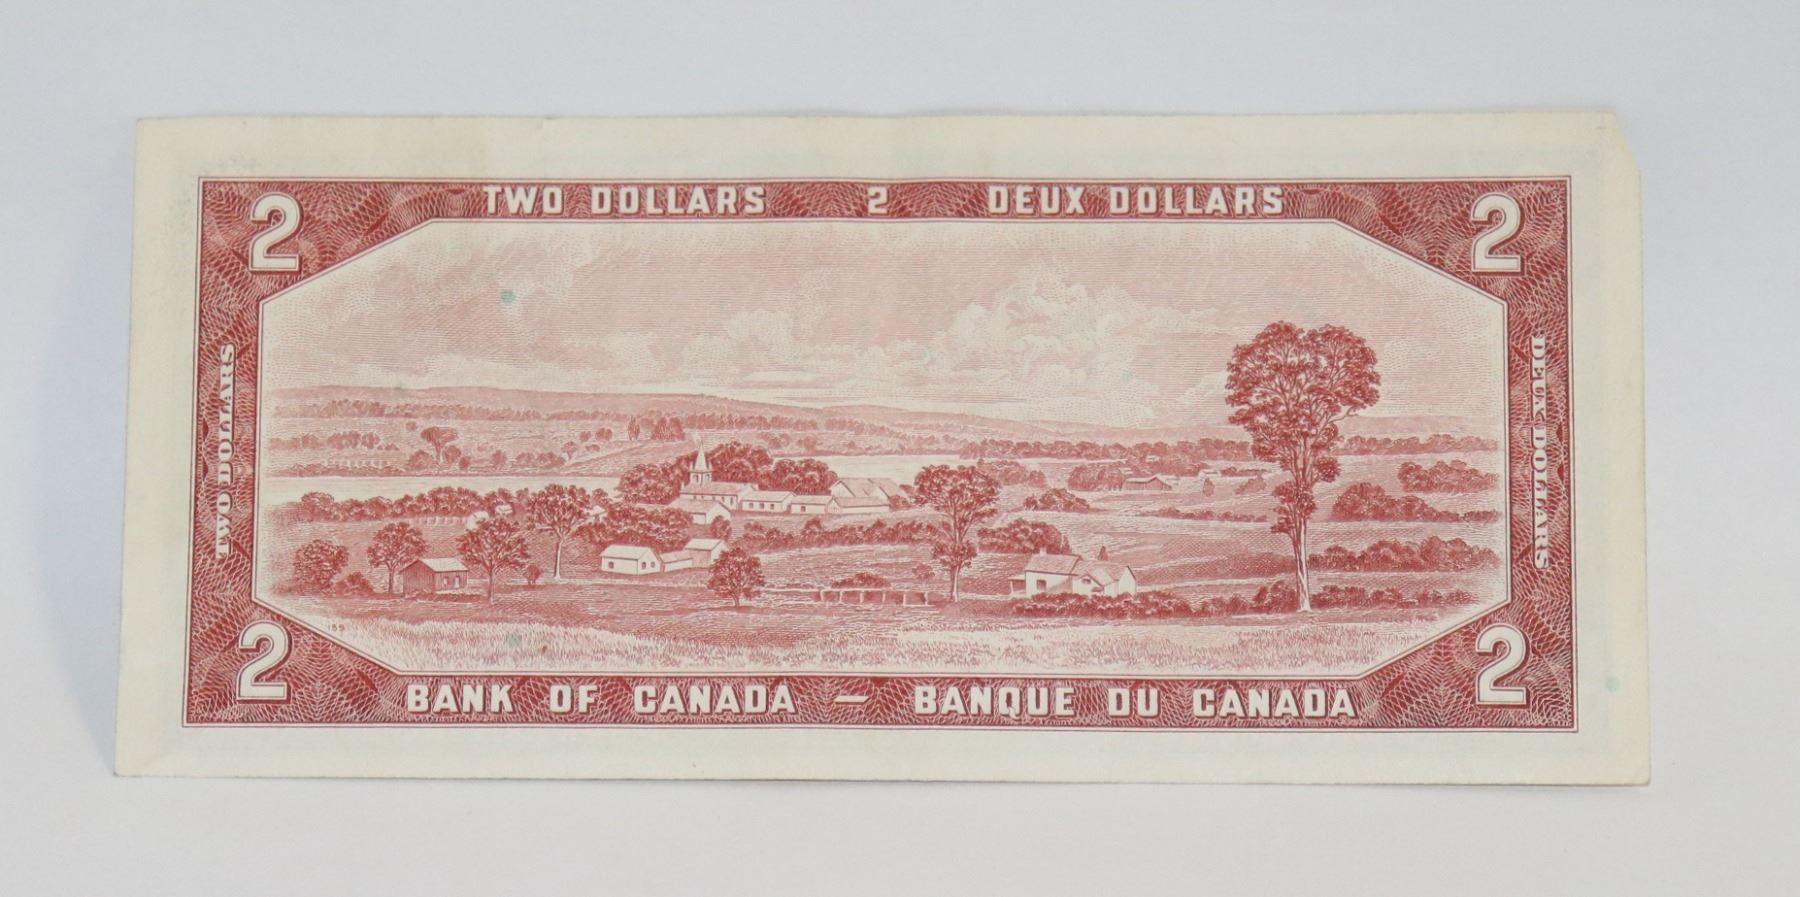 TWO DOLLARS 2 DEUX DOLLARS
2
2
TWO DOLLARS
DEUX DOLLARS
2
2
BANK OF CANADA — BANQUE DU CANADA